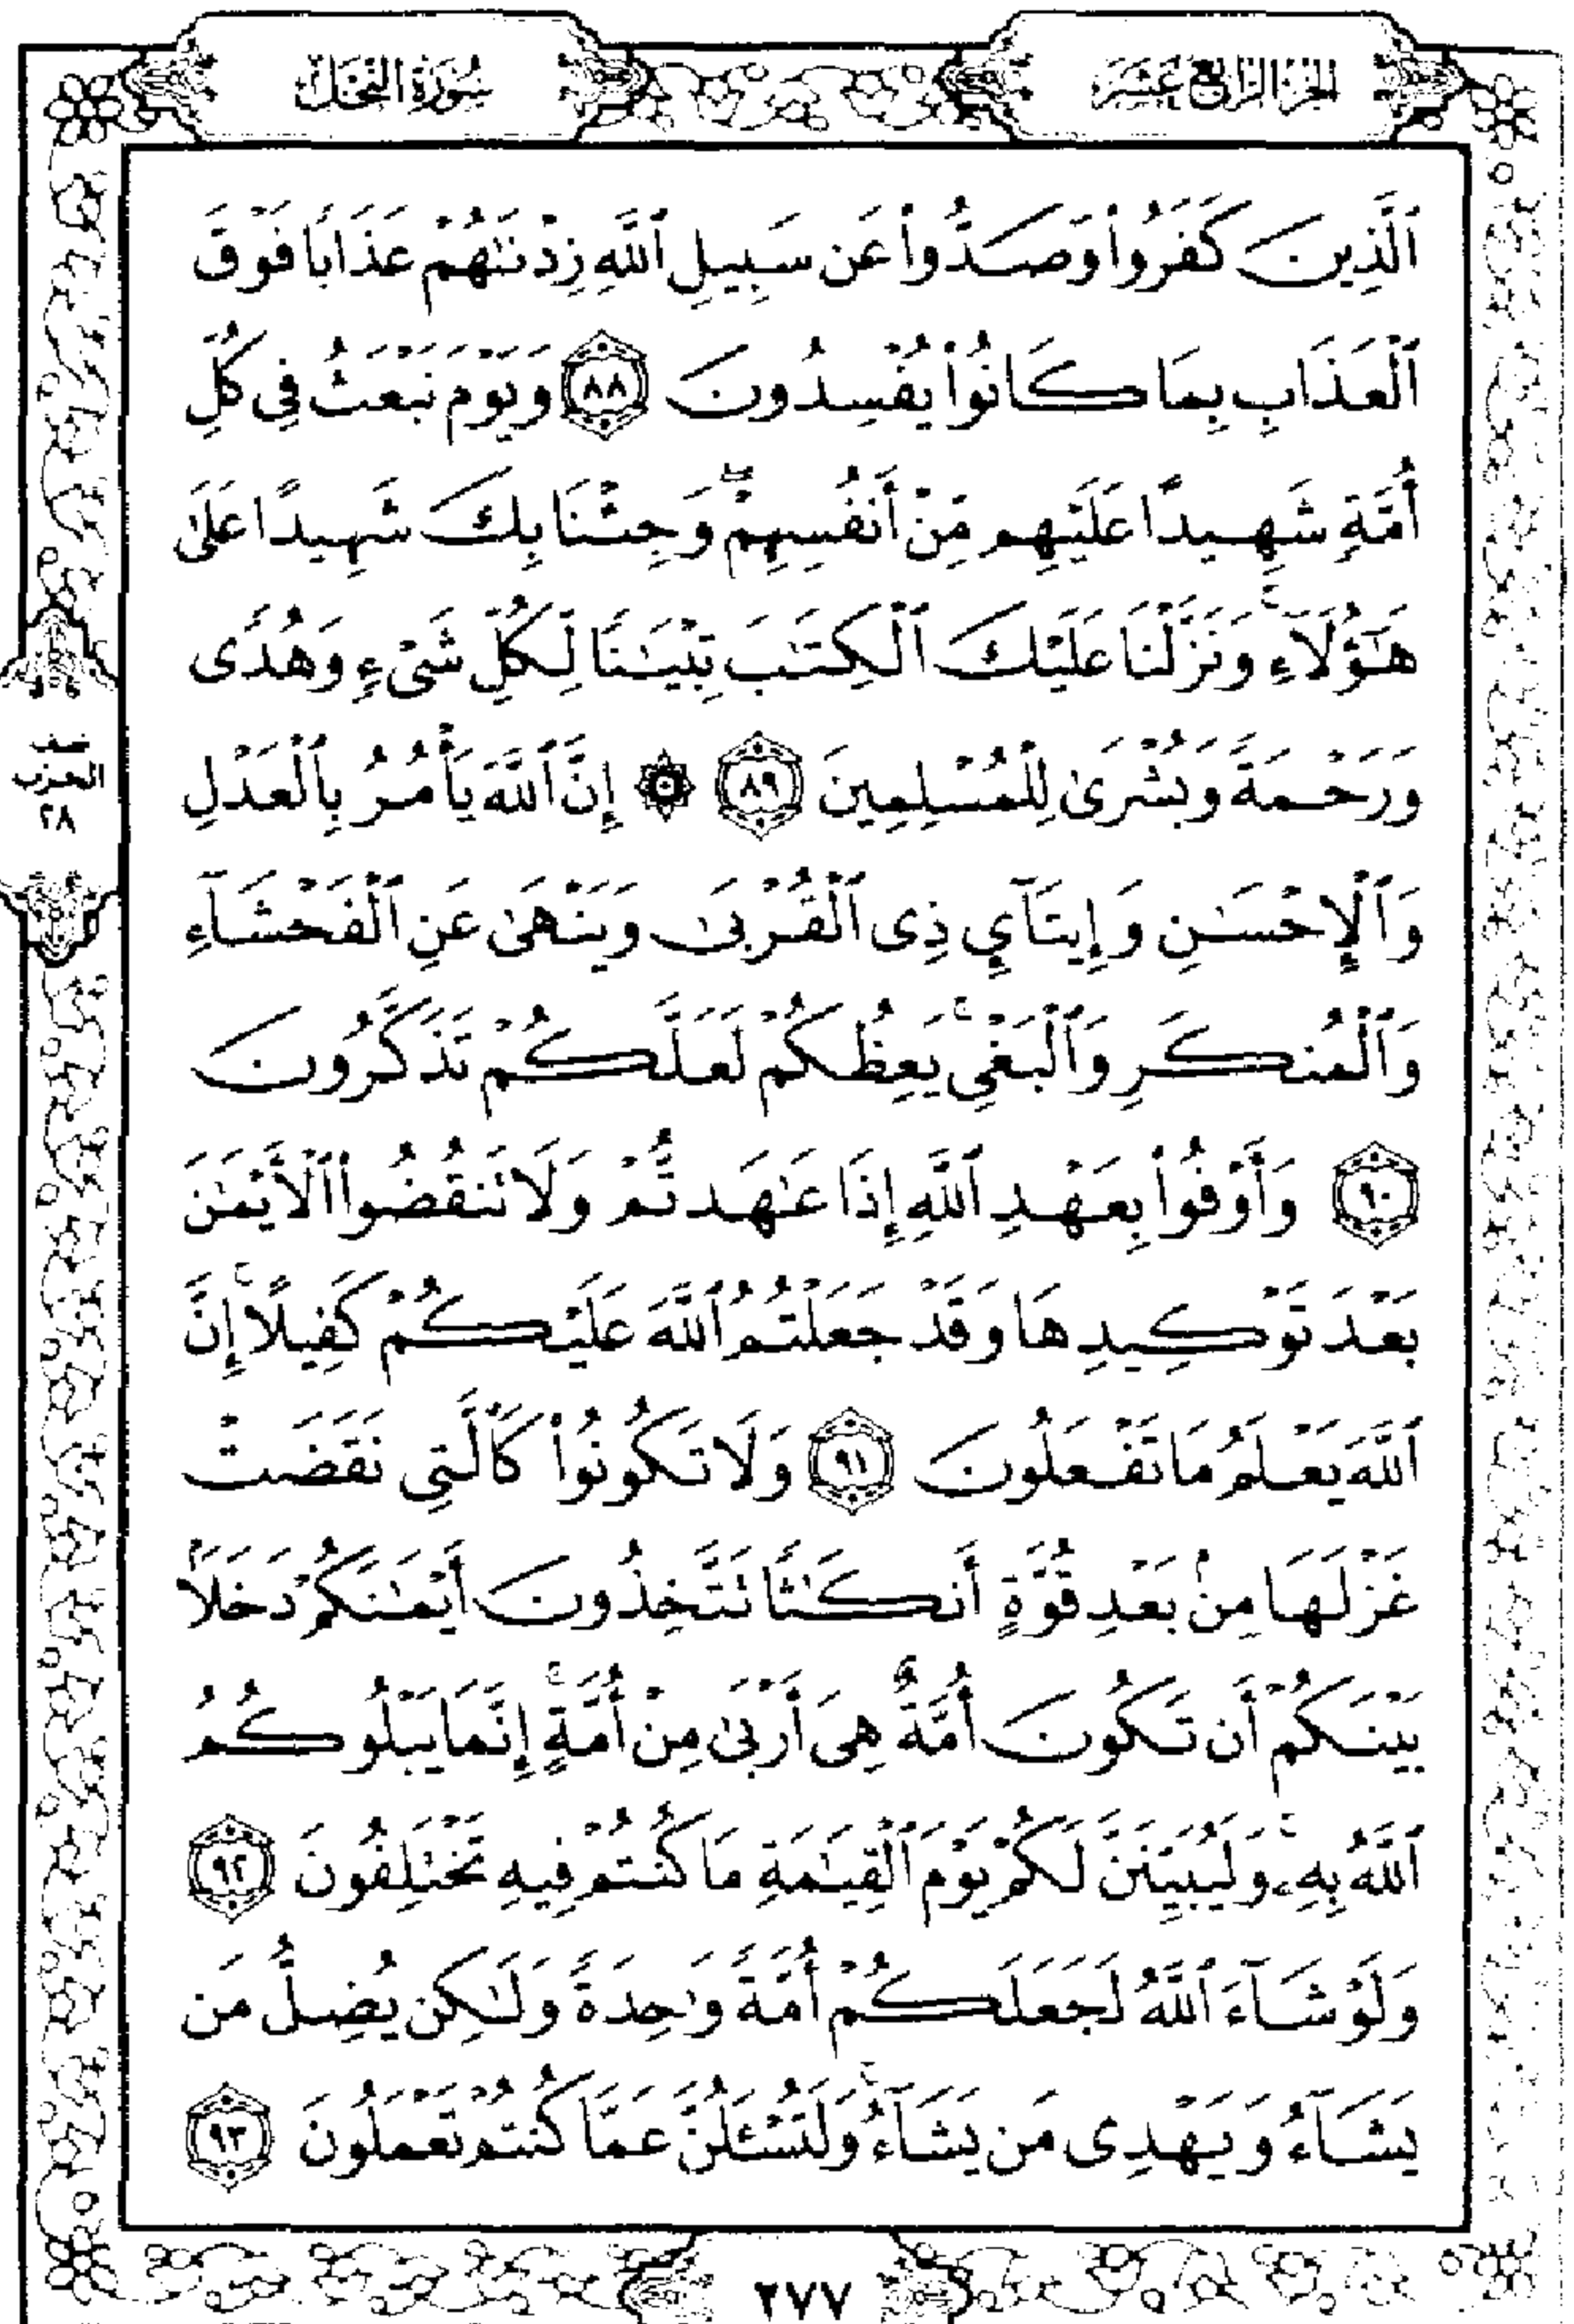 الجزء الرابع عشر
سورة النحل
ٱلَّذِينَ كَفَرُوا۟ وَصَدُّوا۟ عَن سَبِيلِ ٱللَّهِ زِدْنَٰهُمْ عَذَابًا فَوْقَ
ٱلْعَذَابِ بِمَا كَانُوا۟ يُفْسِدُونَ ٨٨ وَيَوْمَ نَبْعَثُ فِى كُلِّ
أُمَّةٍ شَهِيدًا عَلَيْهِم مِّنْ أَنفُسِهِمْ ۖ وَجِئْنَا بِكَ شَهِيدًا عَلَىٰ
هَٰٓؤُلَآءِ ۚ وَنَزَّلْنَا عَلَيْكَ ٱلْكِتَٰبَ تِبْيَٰنًا لِّكُلِّ شَىْءٍ وَهُدًى
وَرَحْمَةً وَبُشْرَىٰ لِلْمُسْلِمِينَ ٨٩ ۞ إِنَّ ٱللَّهَ يَأْمُرُ بِٱلْعَدْلِ
وَٱلْإِحْسَٰنِ وَإِيتَآئِ ذِى ٱلْقُرْبَىٰ وَيَنْهَىٰ عَنِ ٱلْفَحْشَآءِ
وَٱلْمُنكَرِ وَٱلْبَغْىِ ۚ يَعِظُكُمْ لَعَلَّكُمْ تَذَكَّرُونَ
٩٠ وَأَوْفُوا۟ بِعَهْدِ ٱللَّهِ إِذَا عَٰهَدتُّمْ وَلَا تَنقُضُوا۟ ٱلْأَيْمَٰنَ
بَعْدَ تَوْكِيدِهَا وَقَدْ جَعَلْتُمُ ٱللَّهَ عَلَيْكُمْ كَفِيلًا ۚ إِنَّ
ٱللَّهَ يَعْلَمُ مَا تَفْعَلُونَ ٩١ وَلَا تَكُونُوا۟ كَٱلَّتِى نَقَضَتْ
غَزْلَهَا مِنۢ بَعْدِ قُوَّةٍ أَنكَٰثًا تَتَّخِذُونَ أَيْمَٰنَكُمْ دَخَلًۢا
بَيْنَكُمْ أَن تَكُونَ أُمَّةٌ هِىَ أَرْبَىٰ مِنْ أُمَّةٍ ۚ إِنَّمَا يَبْلُوكُمُ
ٱللَّهُ بِهِۦ ۚ وَلَيُبَيِّنَنَّ لَكُمْ يَوْمَ ٱلْقِيَٰمَةِ مَا كُنتُمْ فِيهِ تَخْتَلِفُونَ ٩٢
وَلَوْ شَآءَ ٱللَّهُ لَجَعَلَكُمْ أُمَّةً وَٰحِدَةً وَلَٰكِن يُضِلُّ مَن
يَشَآءُ وَيَهْدِى مَن يَشَآءُ ۚ وَلَتُسْـَٔلُنَّ عَمَّا كُنتُمْ تَعْمَلُونَ ٩٣
نصف
الحزب
٢٨
٢٧٧